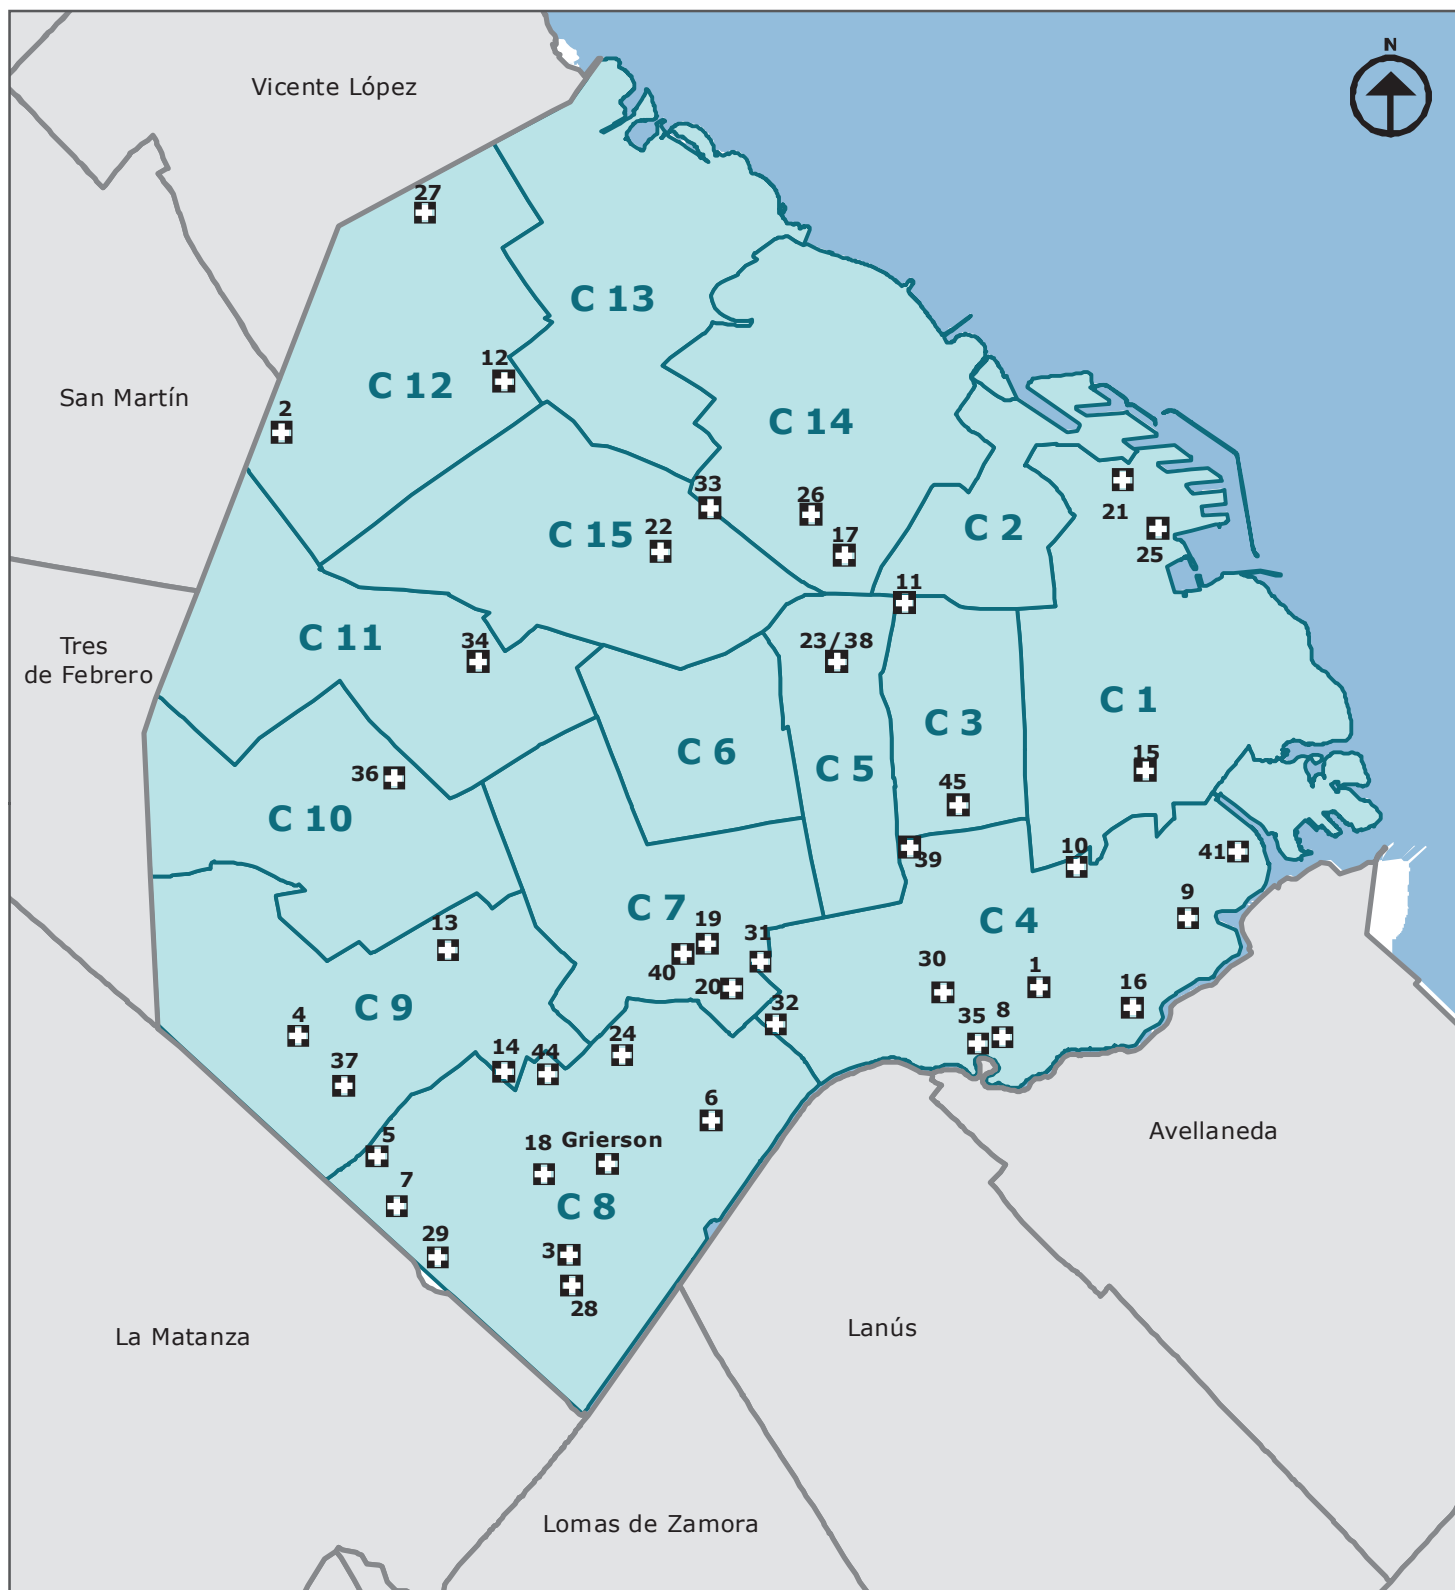 N
Vicente López
27
C 13
12
C 12
San Martín
2
C 14
33
26
21
22
17
C 2
C 15
25
11
34
23/38
Tres
de Febrero
C 11
C 1
C 3
C 6
15
C 5
36
45
C 10
10
39
41
9
C 7
19
C 4
13
31
40
30
1
20
16
4
C 9
32
35
8
24
14
44
37
6
5
18
Grierson
Avellaneda
7
C 8
29
3
28
La Matanza
Lanús
Lomas de Zamora